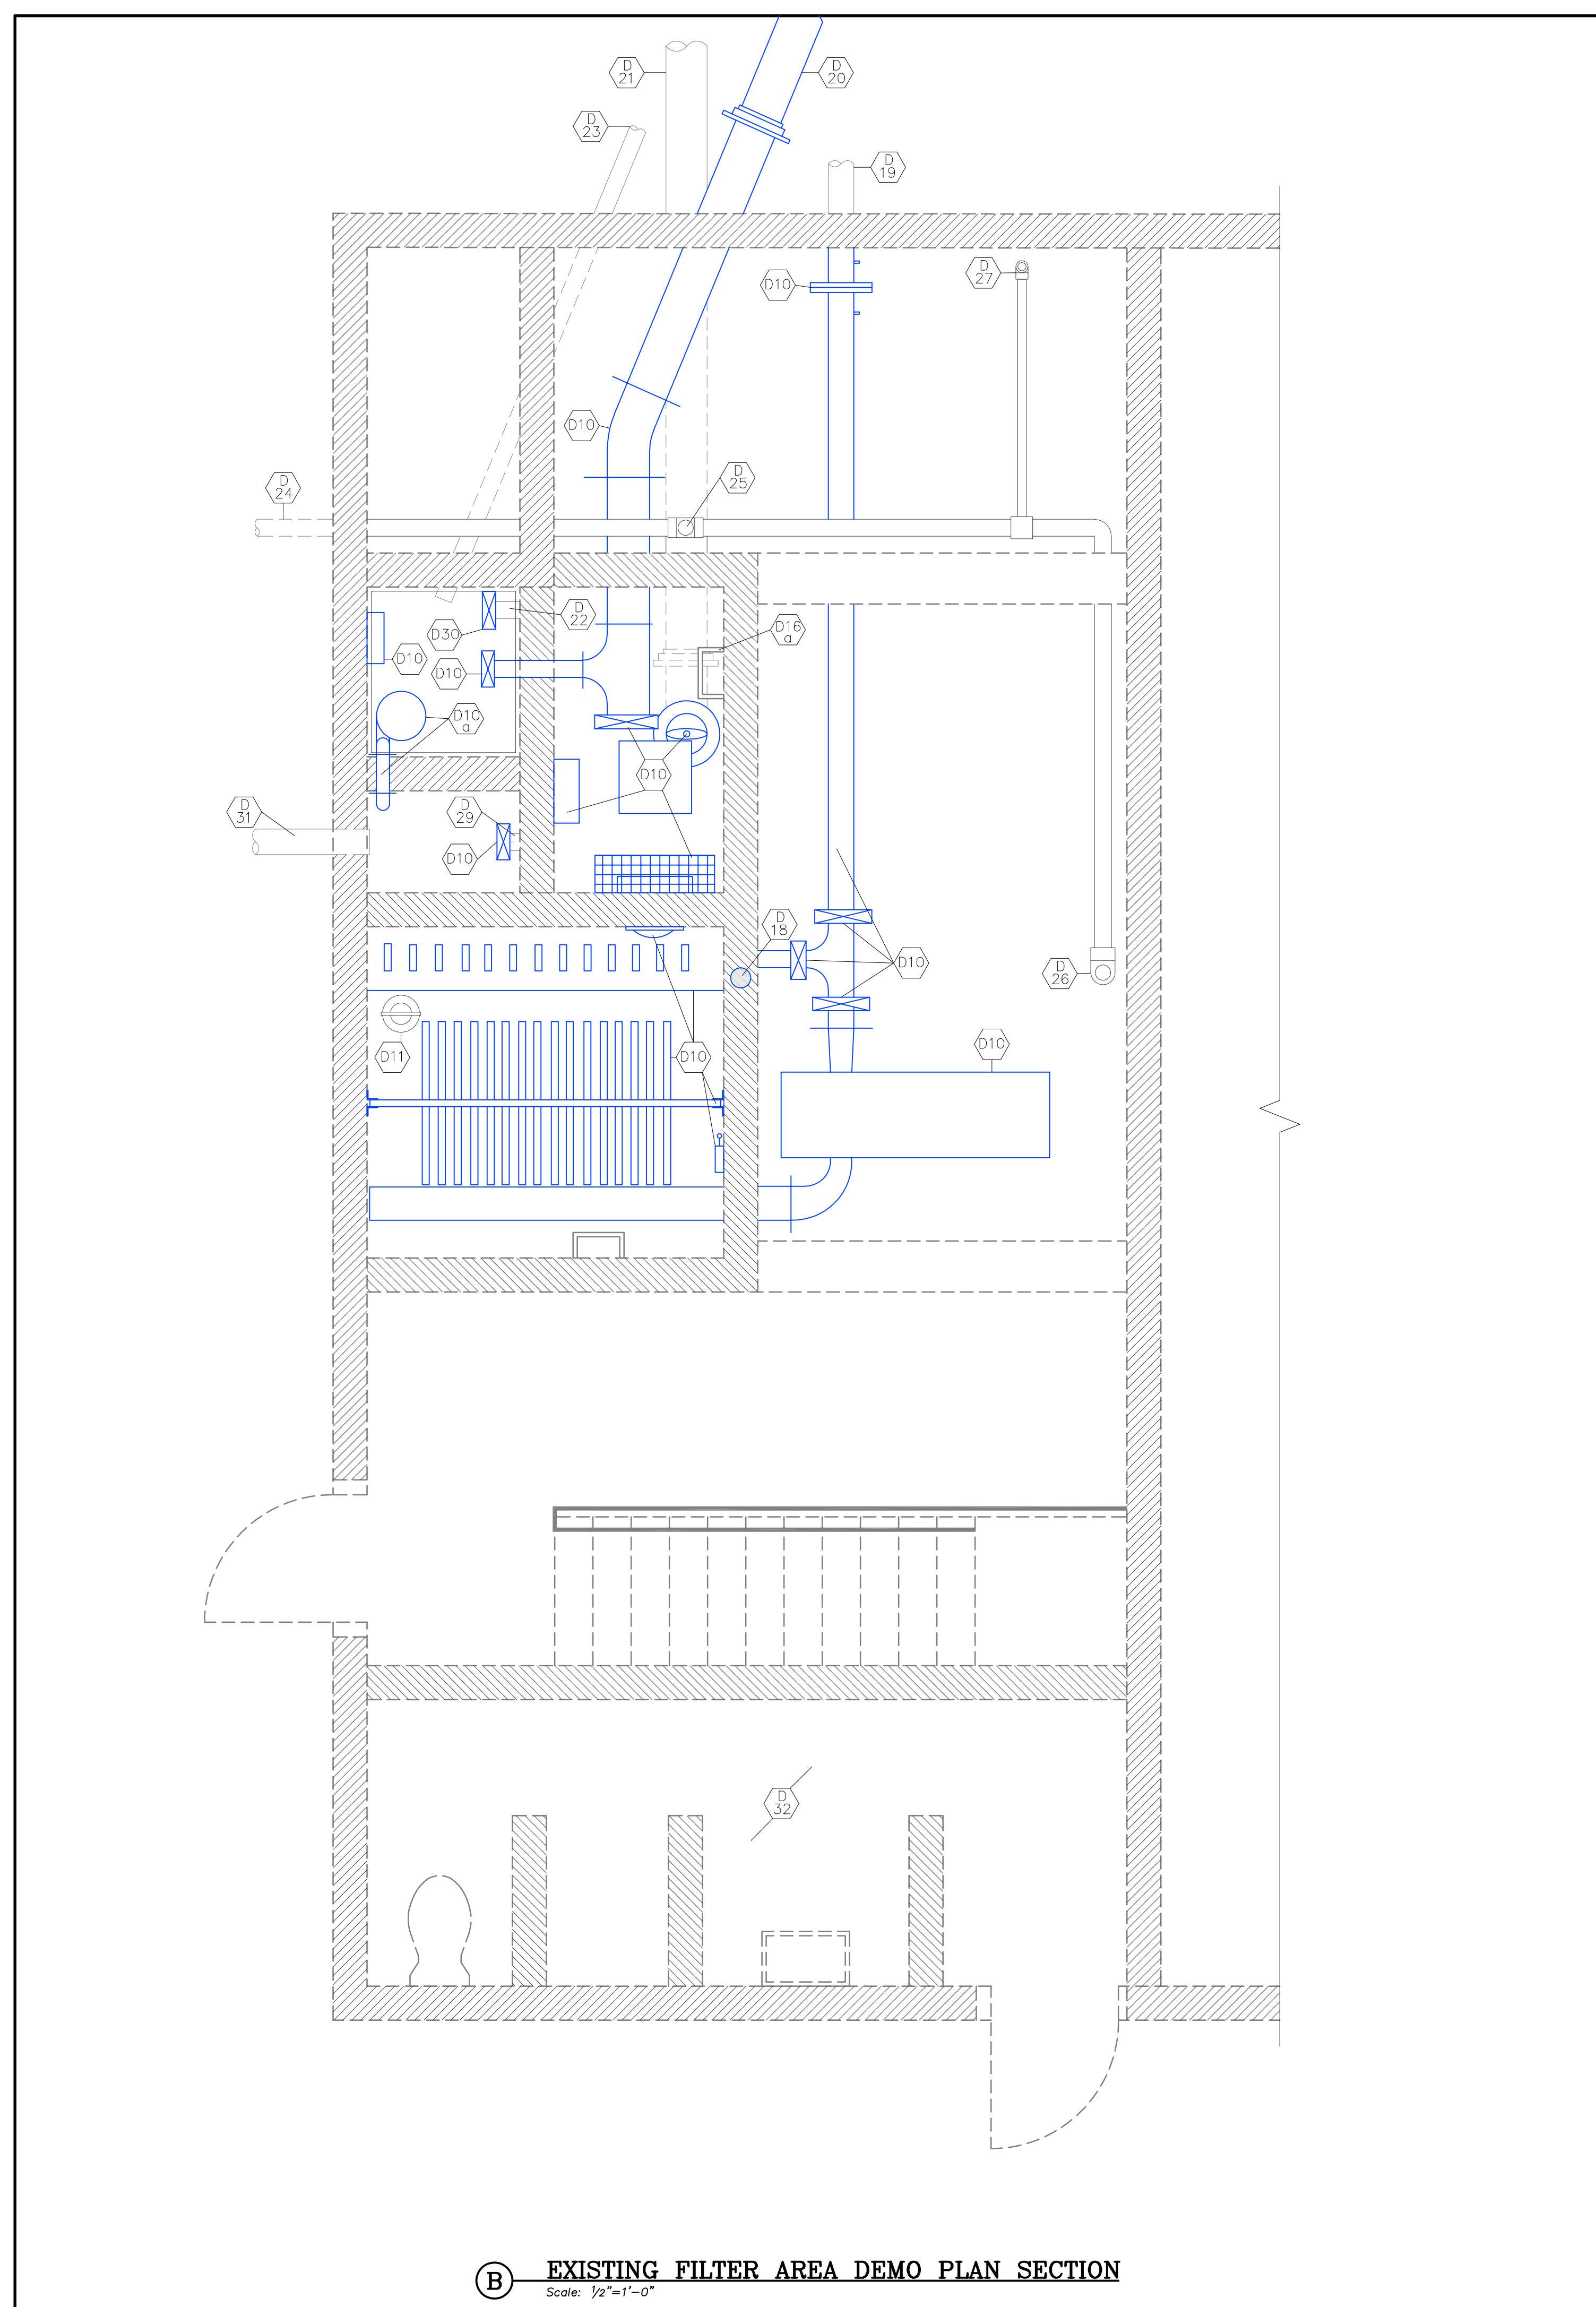 D
21
D
20
D
23
D
19
D10
D
27
D10
D
25
D
24
D
22
D16
a
D30
D10
D10
D10
a
D10
D
31
D
29
D10
D
18
D10
D
26
D11
D10
D10
D
32
B
EXISTING FILTER AREA DEMO PLAN SECTION
Scale: 1/2"=1'-0"